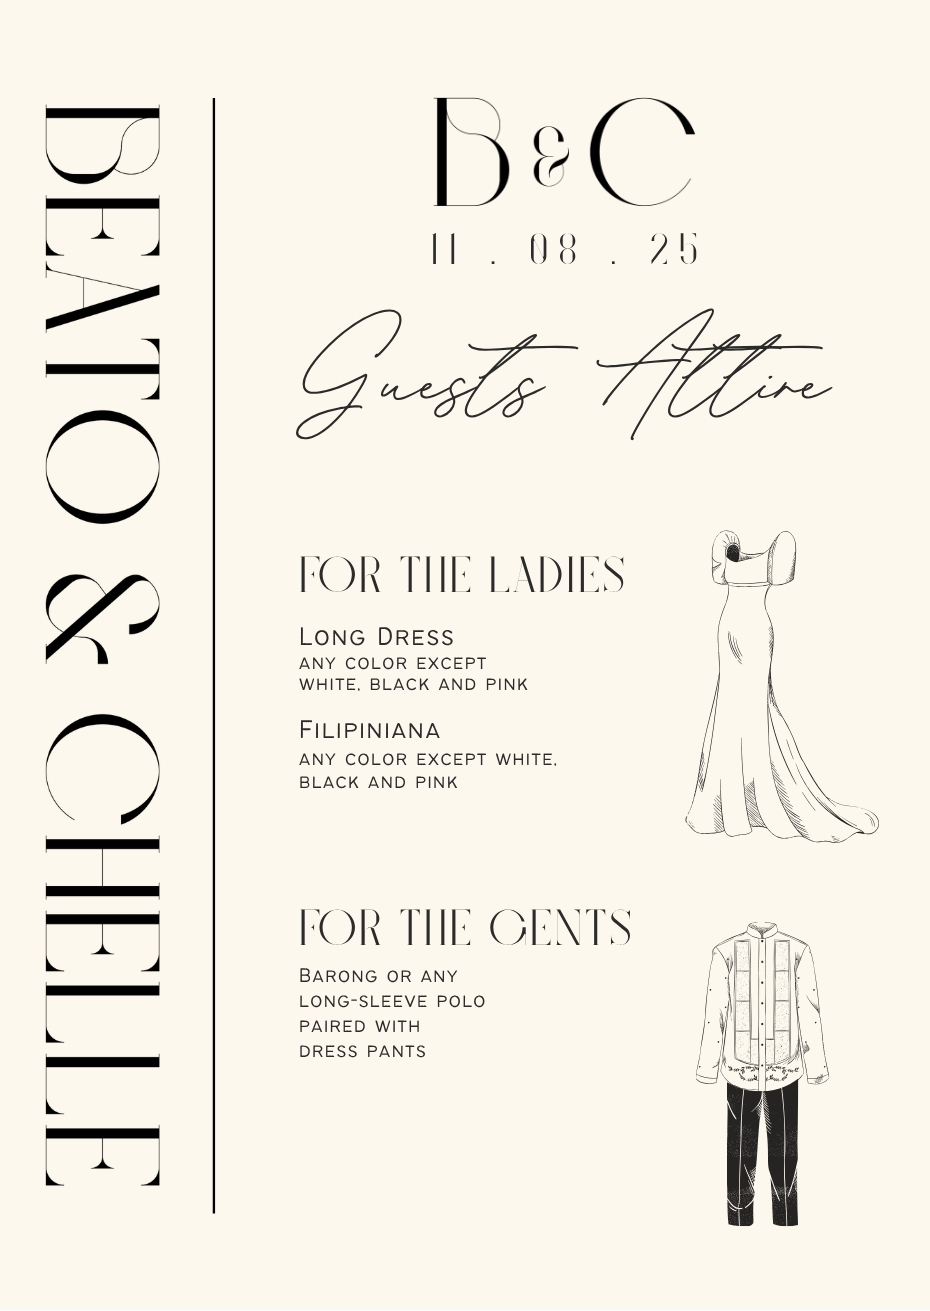 BEATO & CHELLE
B&C
11 . 08 . 25
Guests Attire
FOR THE LADIES
LONG DRESS
ANY COLOR EXCEPT
WHITE, BLACK AND PINK
FILIPINIANA
ANY COLOR EXCEPT WHITE,
BLACK AND PINK
FOR THE GENTS
BARONG OR ANY
LONG-SLEEVE POLO
PAIRED WITH
DRESS PANTS